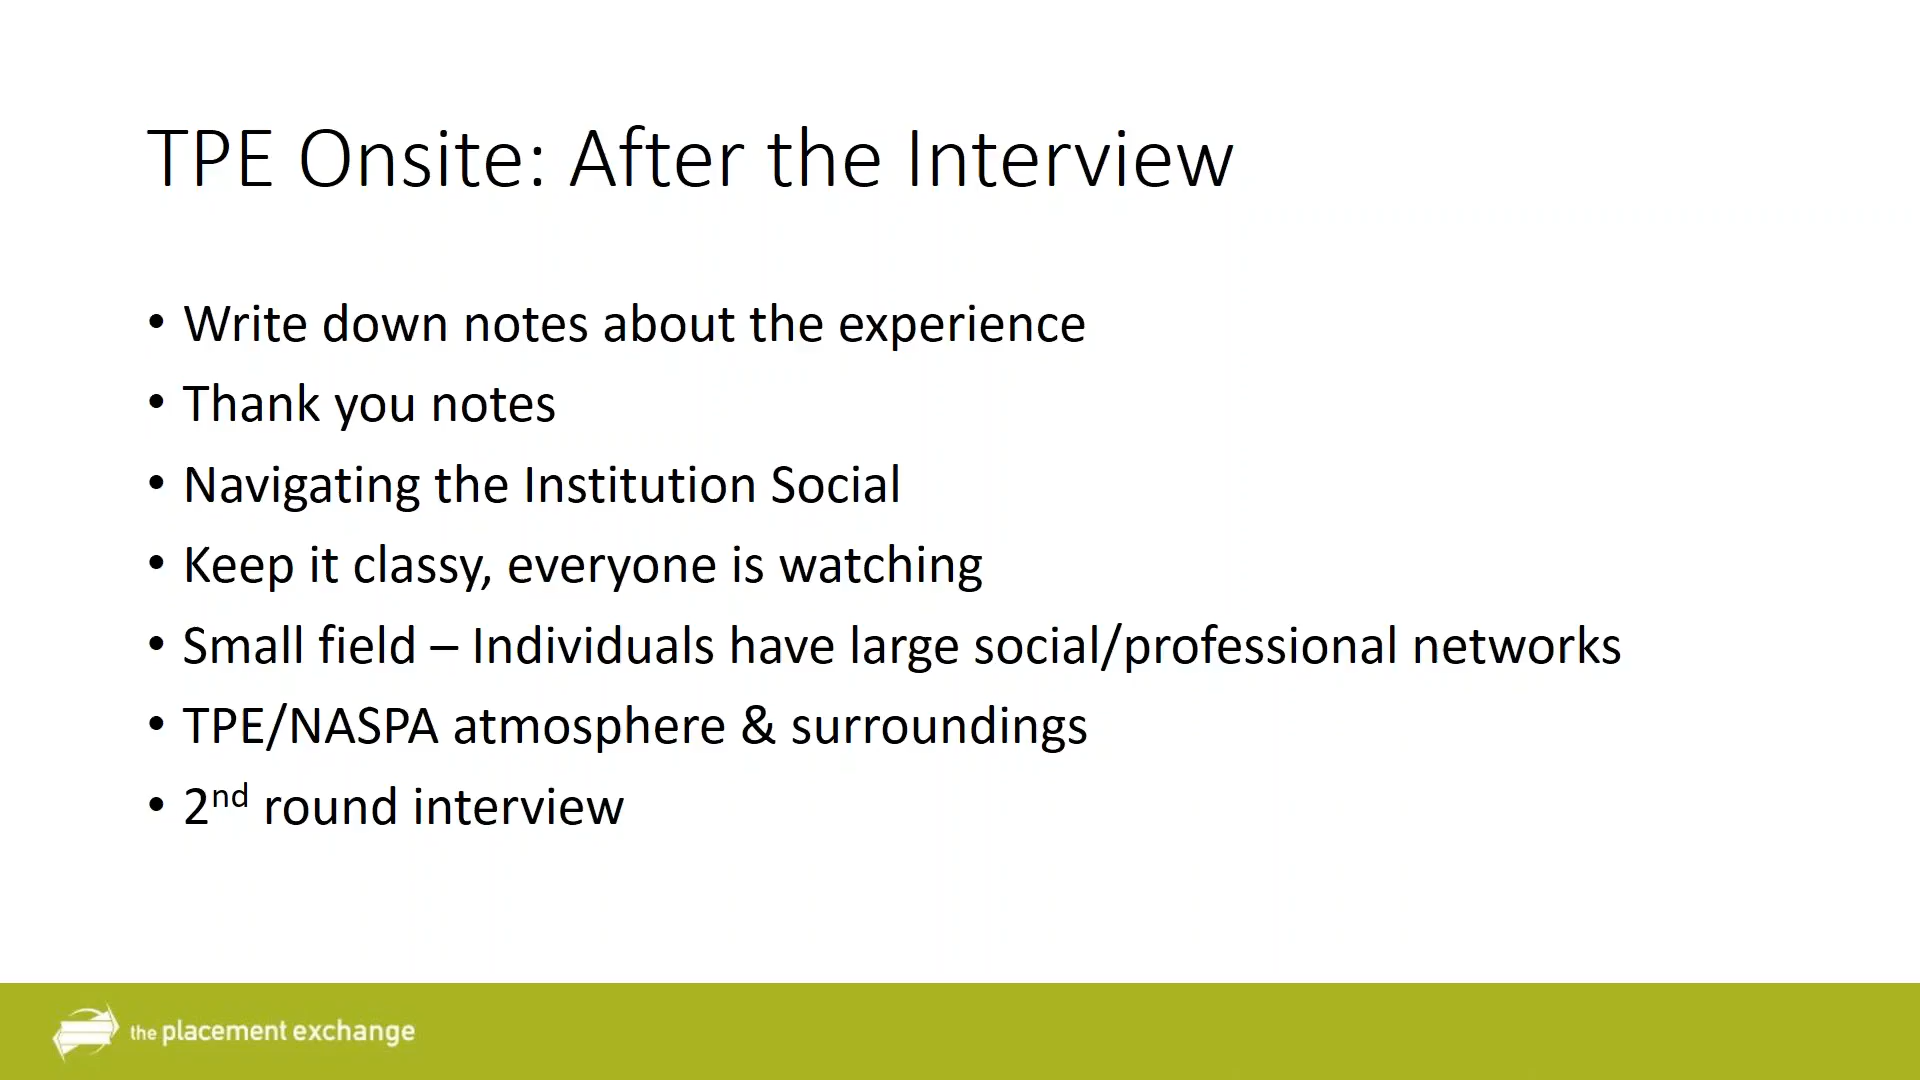 TPE Onsite: After the Interview
• Write down notes about the experience
• Thank you notes
• Navigating the Institution Social
• Keep it classy, everyone is watching
• Small field – Individuals have large social/professional networks
• TPE/NASPA atmosphere & surroundings
• 2nd round interview
the placement exchange